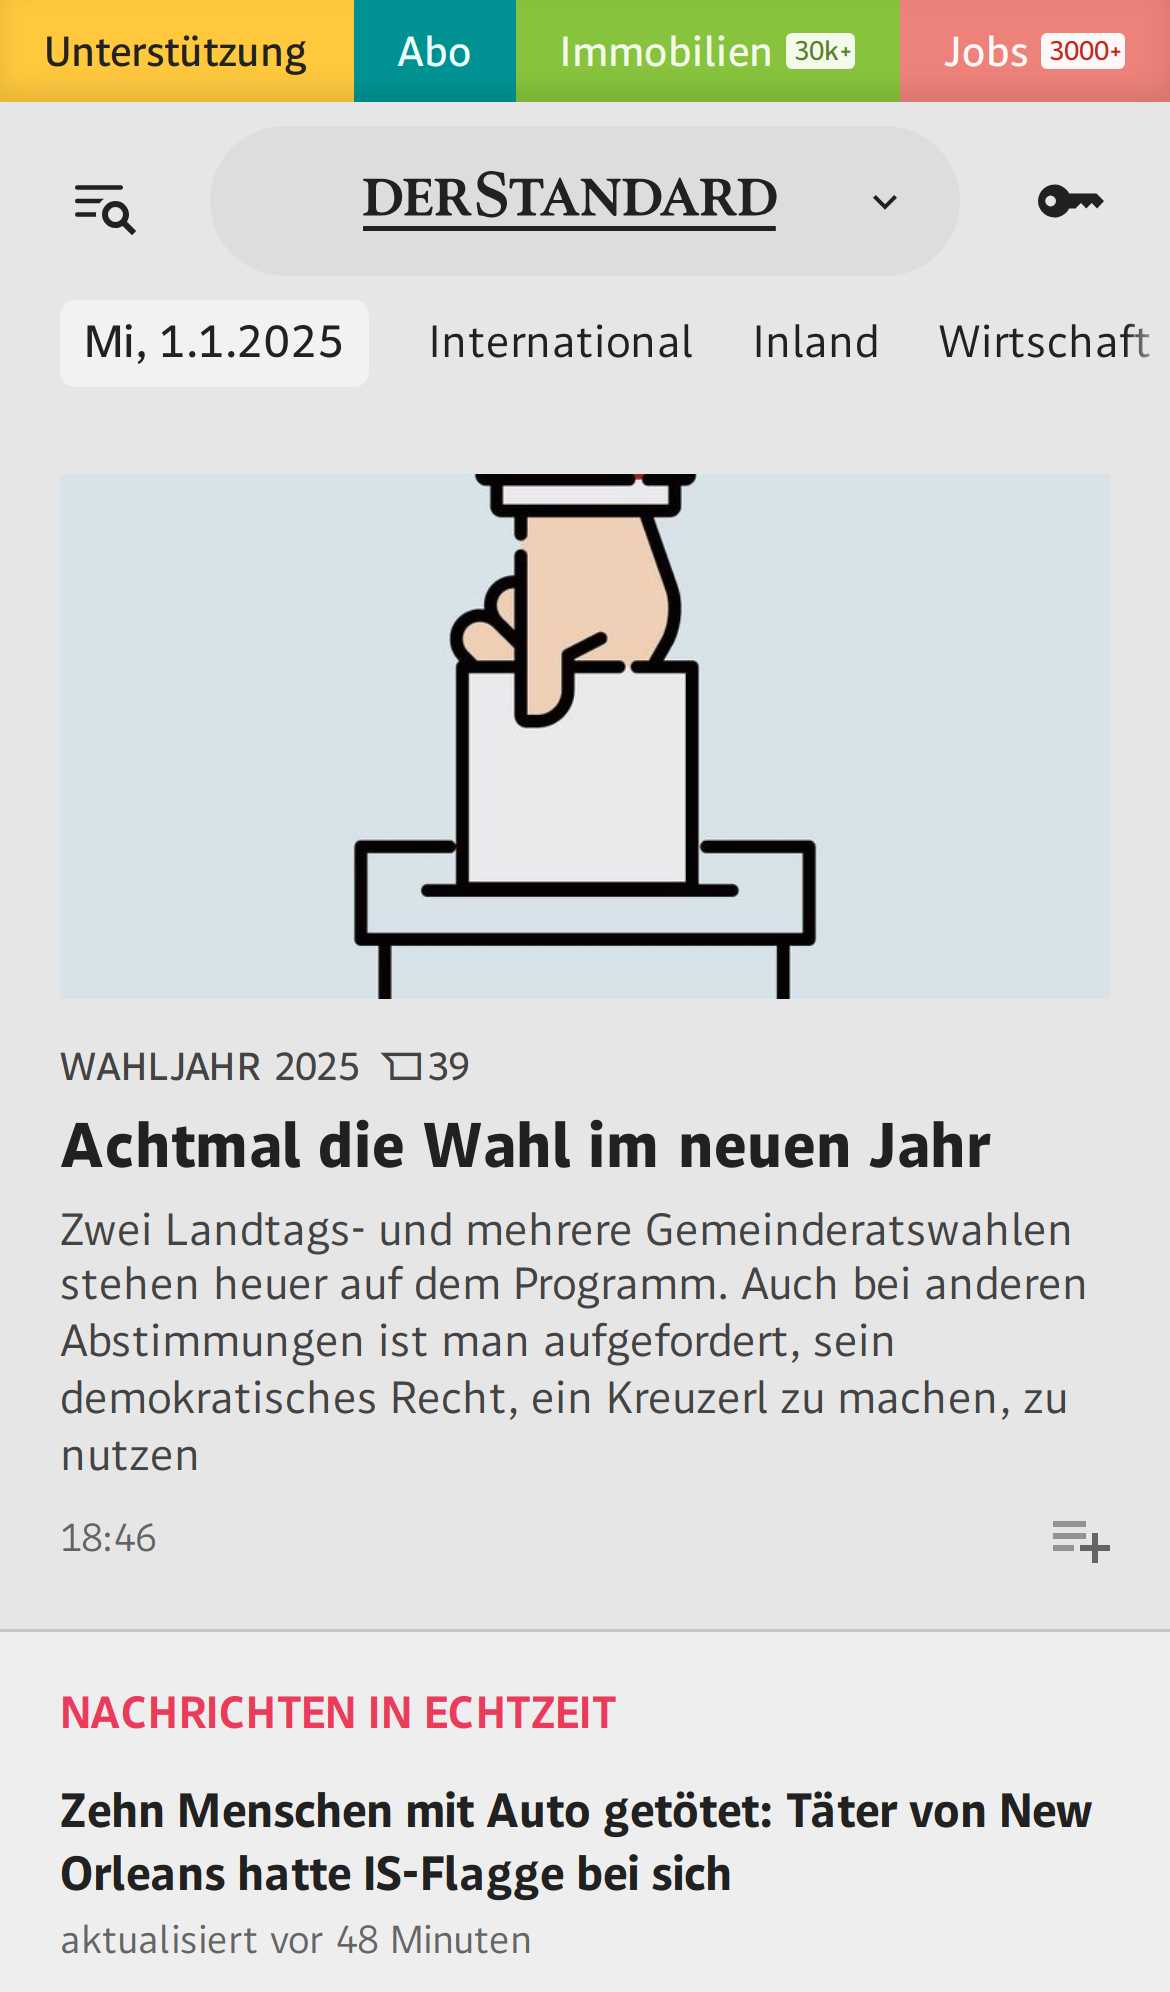 Unterstützung Abo Immobilien 30k+ Jobs 3000+
DERSTANDARD
Mi, 1.1.2025 International Inland Wirtschaft
WAHLJAHR 2025 39
Achtmal die Wahl im neuen Jahr
Zwei Landtags- und mehrere Gemeinderatswahlen
stehen heuer auf dem Programm. Auch bei anderen
Abstimmungen ist man aufgefordert, sein
demokratisches Recht, ein Kreuzerl zu machen, zu
nutzen
18:46
NACHRICHTEN IN ECHTZEIT
Zehn Menschen mit Auto getötet: Täter von New
Orleans hatte IS-Flagge bei sich
aktualisiert vor 48 Minuten